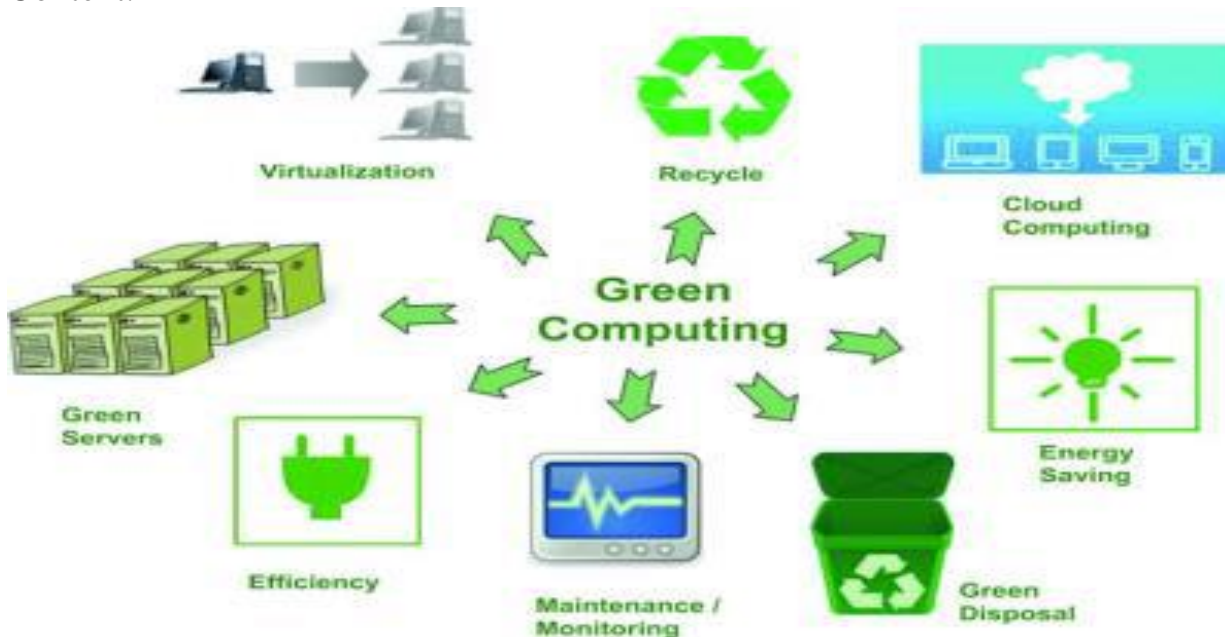 Virtualization
Recycle
Cloud
Computing
Green
Computing
Green
Servers
Energy
Saving
Efficiency
Maintenance /
Monitoring
Green
Disposal